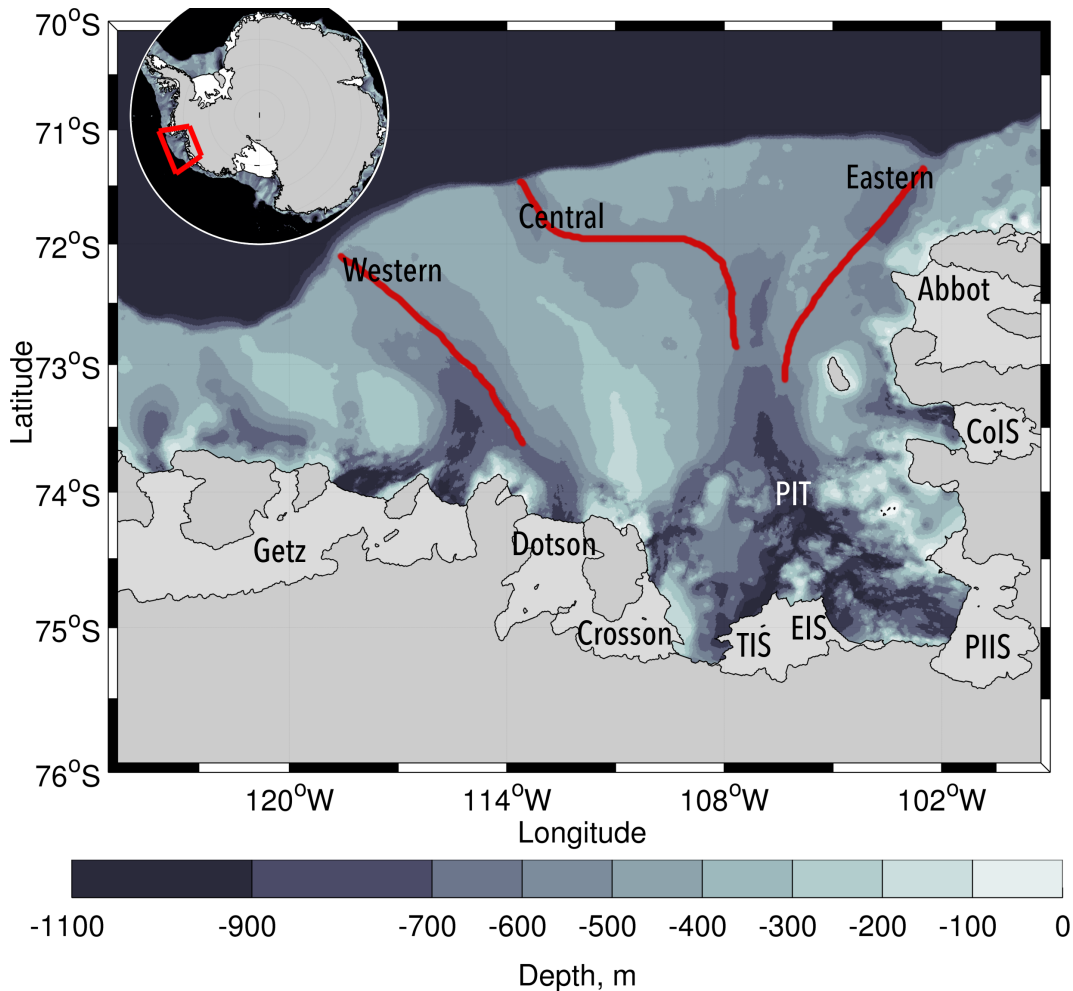 70°S
71°S
72°S
73°S
74°S
75°S
76°S
Latitude
Eastern
Central
Western
Abbot
CoIS
PIT
Getz
Dotson
Crosson
TIS
EIS
PIIS
120°W
114°W
108°W
102°W
Longitude
-1100
-900
-700
-600
-500
-400
-300
-200
-100
0
Depth, m